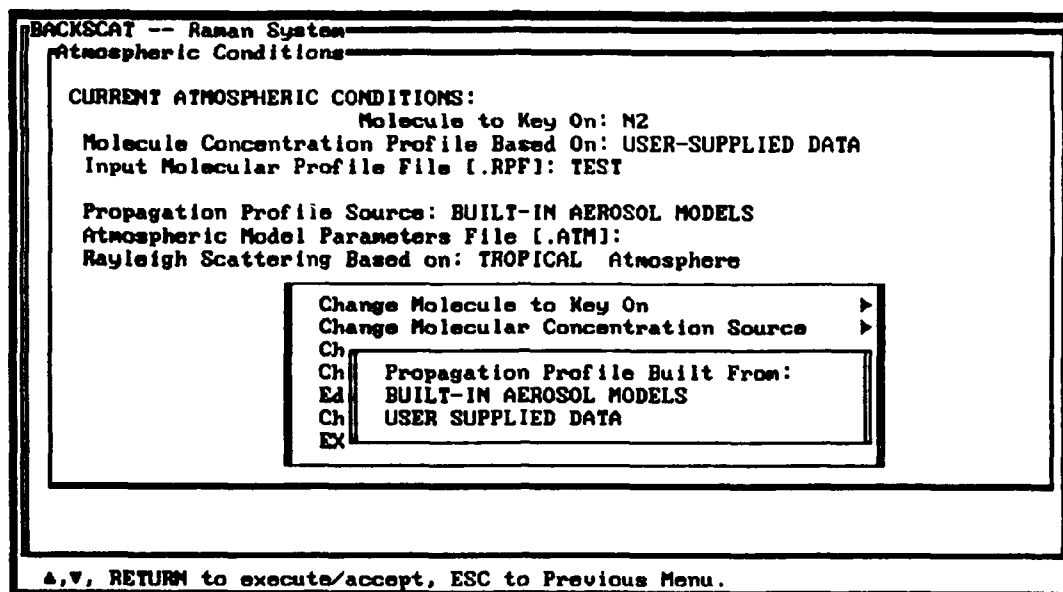 BACKSCAT -- Raman System
Atmospheric Conditions
CURRENT ATMOSPHERIC CONDITIONS:
Molecule to Key On: N2
Molecule Concentration Profile Based On: USER-SUPPLIED DATA
Input Molecular Profile File [.RPF]: TEST
Propagation Profile Source: BUILT-IN AEROSOL MODELS
Atmospheric Model Parameters File [.ATM]:
Rayleigh Scattering Based on: TROPICAL Atmosphere
Change Molecule to Key On ►
Change Molecular Concentration Source ►
Ch
Ch Propagation Profile Built From:
Ed BUILT-IN AEROSOL MODELS
Ch USER SUPPLIED DATA
EX
▲,▼, RETURN to execute/accept, ESC to Previous Menu.